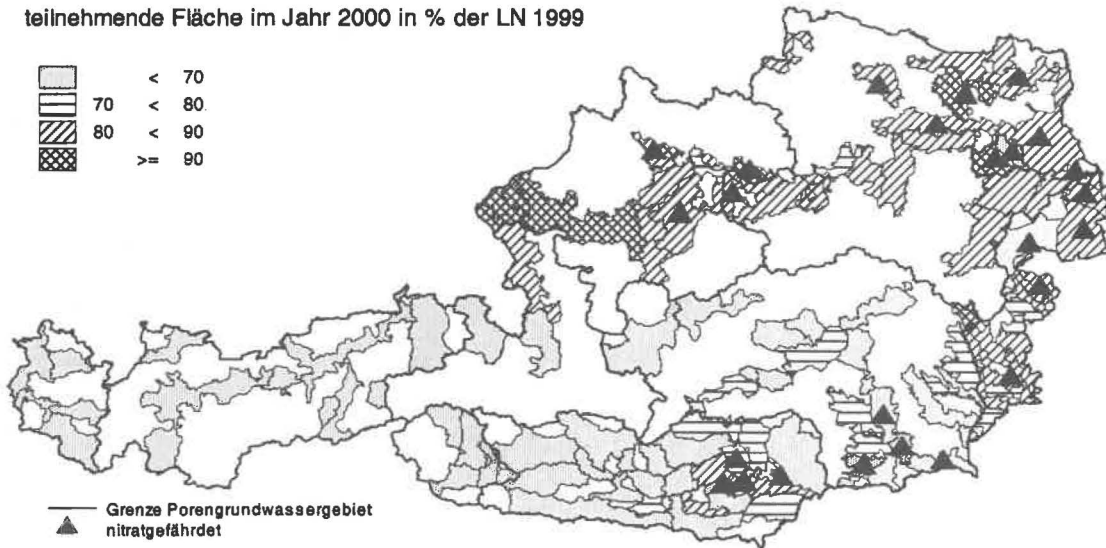 teilnehmende Fläche im Jahr 2000 in % der LN 1999
< 70
70 < 80
80 < 90
>= 90
Grenze Porengrundwassergebiet
nitratgefährdet